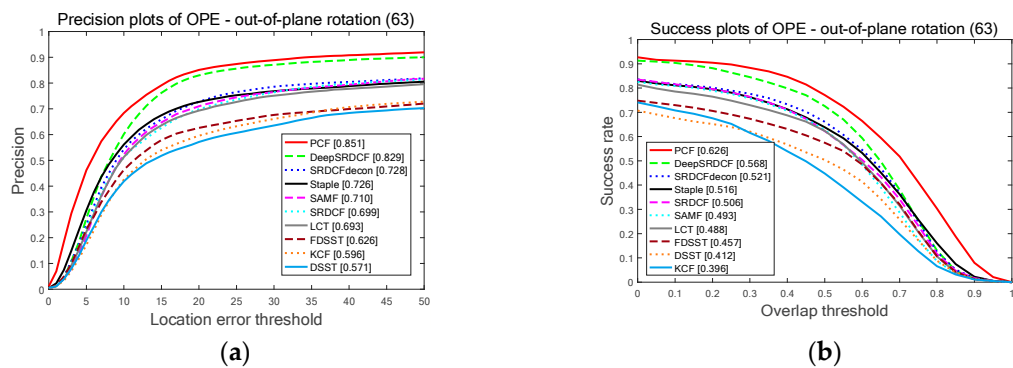 Precision plots of OPE - out-of-plane rotation (63)
1
0.9
0.8
0.7
0.6
0.5
0.4
0.3
0.2
0.1
0
Precision
PCF [0.851]
DeepSRDCF [0.829]
SRDCFdecon [0.728]
Staple [0.726]
SAMF [0.710]
SRDCF [0.699]
LCT [0.693]
FDSST [0.626]
KCF [0.596]
DSST [0.571]
0 5 10 15 20 25 30 35 40 45 50
Location error threshold
(a)
Success plots of OPE - out-of-plane rotation (63)
1
0.9
0.8
0.7
0.6
0.5
0.4
0.3
0.2
0.1
0
Success rate
PCF [0.626]
DeepSRDCF [0.568]
SRDCFdecon [0.521]
Staple [0.516]
SRDCF [0.506]
SAMF [0.493]
LCT [0.488]
FDSST [0.457]
DSST [0.412]
KCF [0.396]
0 0.1 0.2 0.3 0.4 0.5 0.6 0.7 0.8 0.9 1
Overlap threshold
(b)